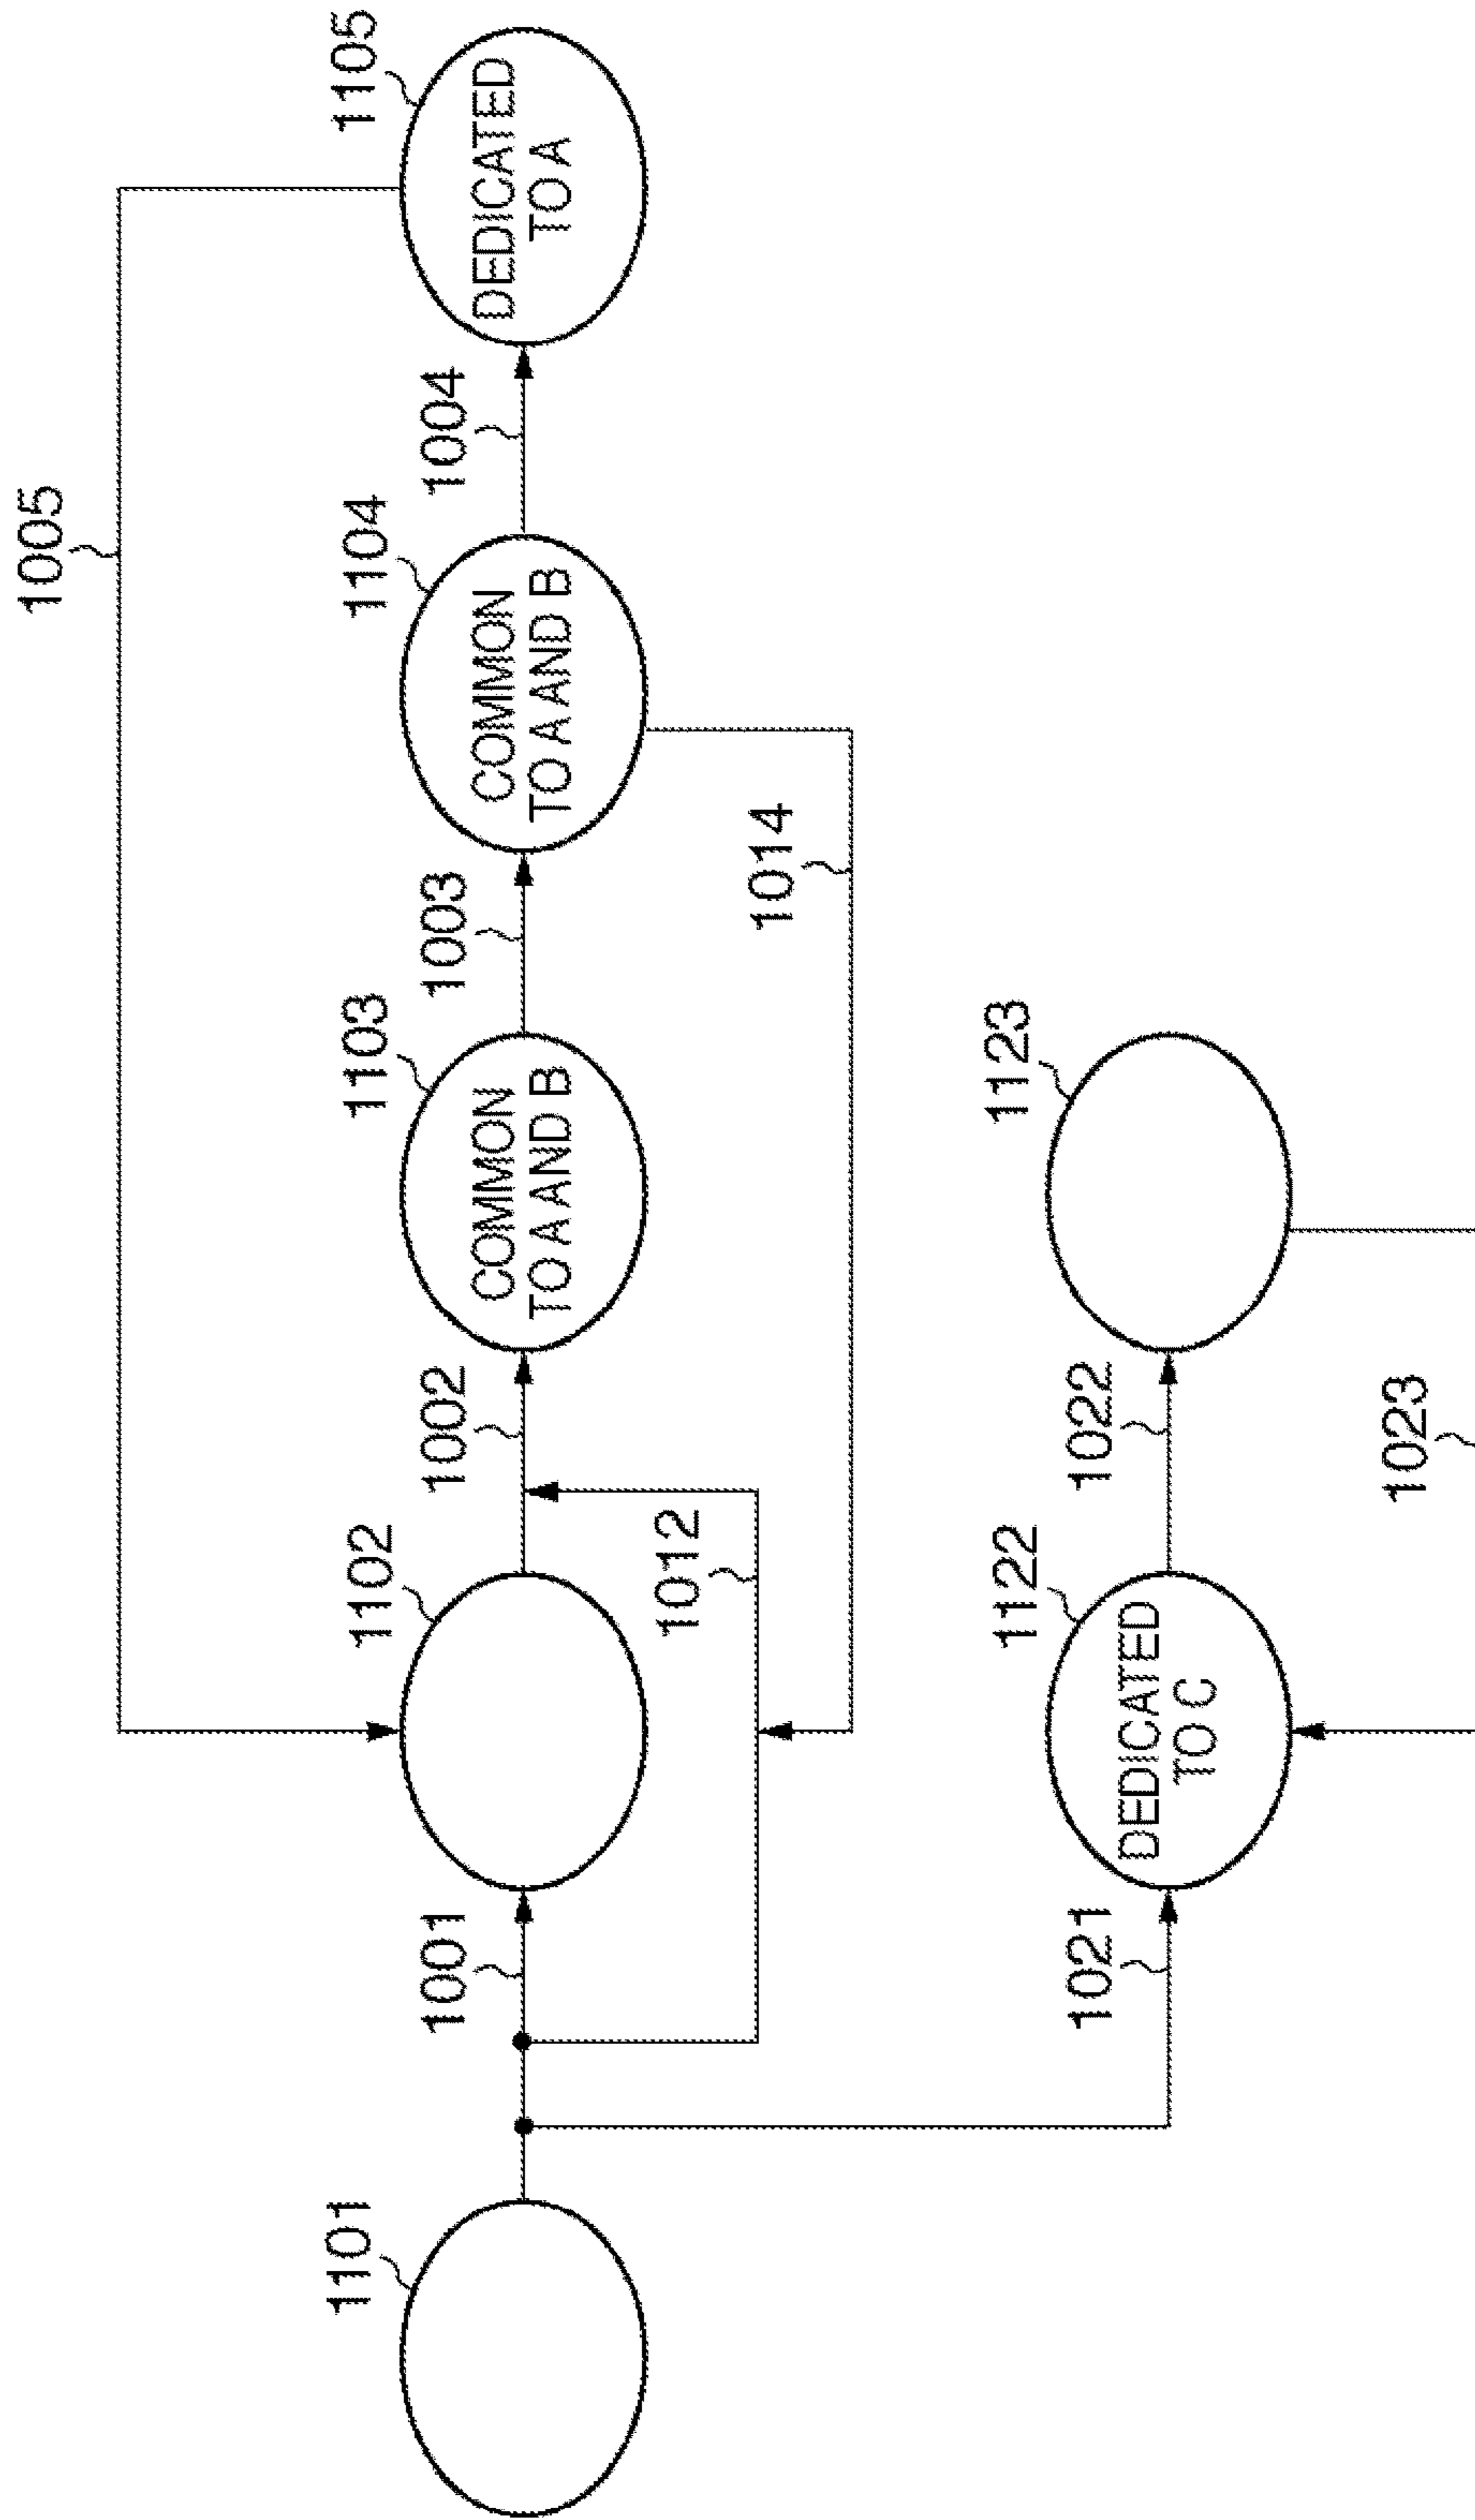 1005
1101
1001
1102
1002
1103
1003
1104
1004
1105
COMMON
TO A AND B
COMMON
TO A AND B
DEDICATED
TO A
1012
1014
1021
1122
1022
1123
DEDICATED
TO C
1023